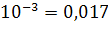 10⁻³ = 0,017